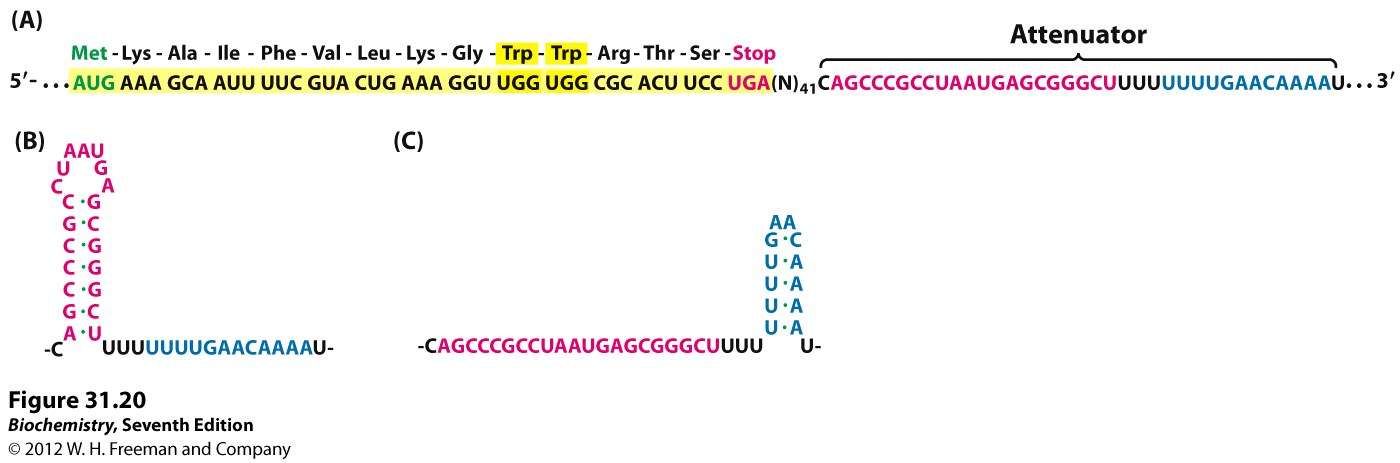 (A)
Attenuator
Met - Lys - Ala - Ile - Phe - Val - Leu - Lys - Gly - Trp - Trp - Arg - Thr - Ser - Stop
5′- ... AUG AAA GCA AUU UUC GUA CUG AAA GGU UGG UGG CGC ACU UCC UGA(N)41CAGCCCGCCUAAUGAGCGGGCUUUUUUUUGAACAAAAU...3′
(B)
(C)
AAU
U G
C A
C·G
G·C
C·G
C·G
C·G
G·C
A·U
-C UUUUUUUGAACAAAAU-
AA
G·C
U·A
U·A
U·A
U·A
-CAGCCCGCCUAAUGAGCGGGCUUUU U-
Figure 31.20
Biochemistry, Seventh Edition
© 2012 W. H. Freeman and Company